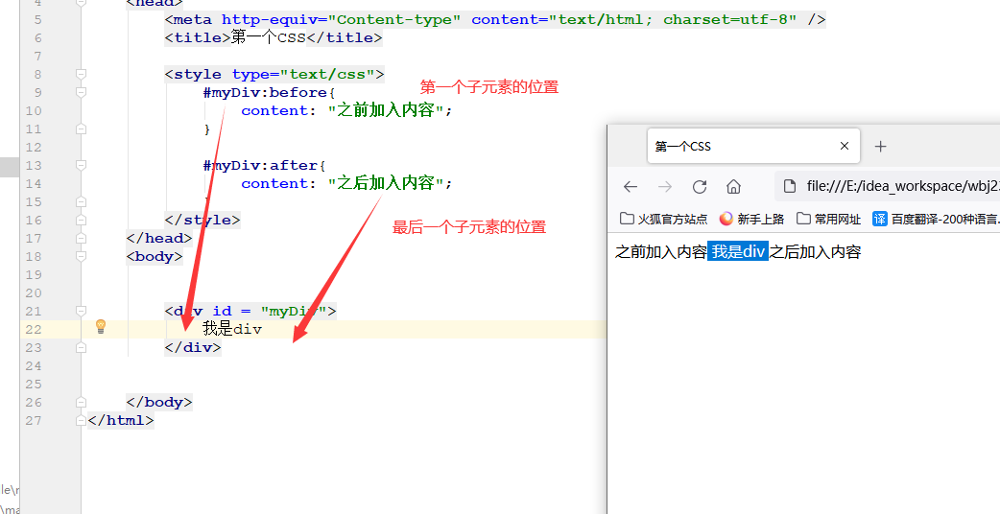 4 <head>
5 <meta http-equiv="Content-type" content="text/html; charset=utf-8" />
6 <title>第一个CSS</title>
7
8 <style type="text/css">
9 #myDiv:before{
第一个子元素的位置
10 content: "之前加入内容";
11 }
12
13 #myDiv:after{
14 content: "之后加入内容";
15 }
16 </style>
最后一个子元素的位置
17 </head>
18 <body>
19
20
21 <div id = "myDiv">
22 我是div
23 </div>
24
25
26 </body>
27 </html>
le\r
\ma
第一个CSS
file:///E:/idea_workspace/wbj23
火狐官方站点 新手上路 常用网址 译 百度翻译-200种语言.
之前加入内容 我是div 之后加入内容